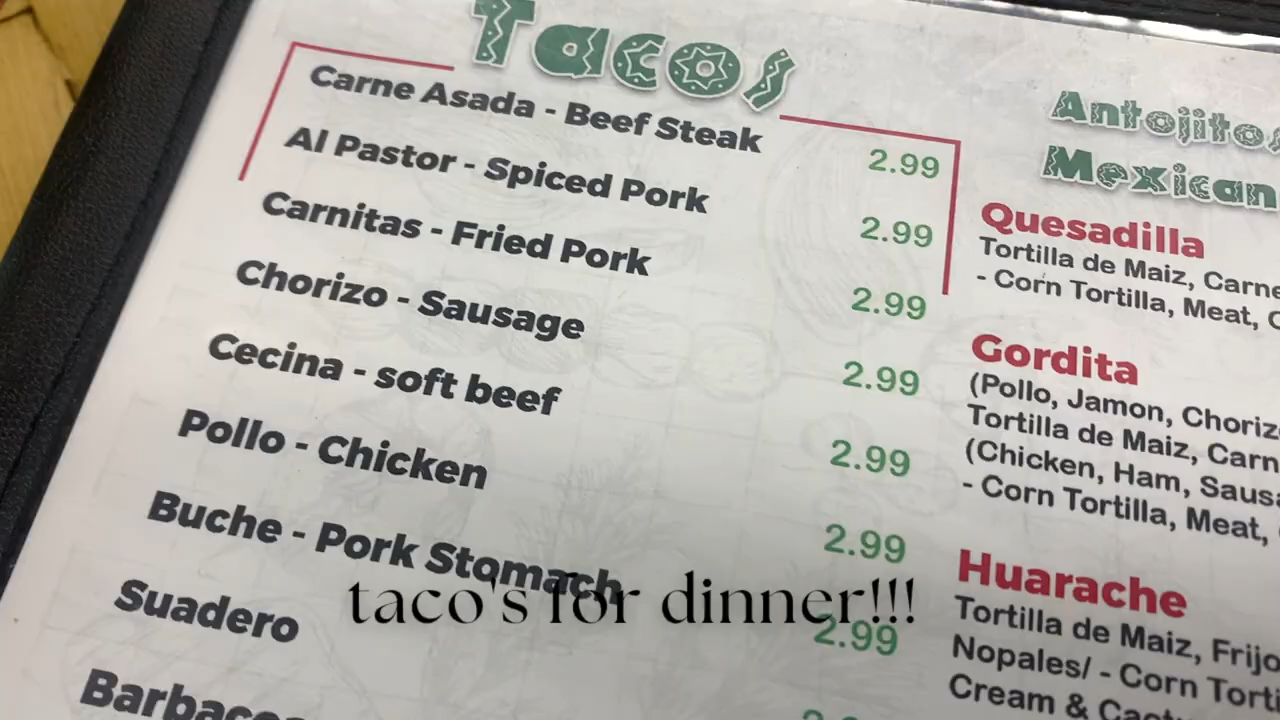 Tacos
Carne Asada - Beef Steak 2.99
Al Pastor - Spiced Pork 2.99
Carnitas - Fried Pork 2.99
Chorizo - Sausage 2.99
Cecina - soft beef 2.99
Pollo - Chicken 2.99
Buche - Pork Stomach 2.99
Suadero
taco's for dinner!!!
Antojitos
Mexican
Quesadilla
Tortilla de Maiz, Carne
- Corn Tortilla, Meat,
Gordita
(Pollo, Jamon, Chorizo
Tortilla de Maiz, Carn
(Chicken, Ham, Sausa
- Corn Tortilla, Meat,
Huarache
Tortilla de Maiz, Frijo
Nopales/ - Corn Torti
Cream & Cact